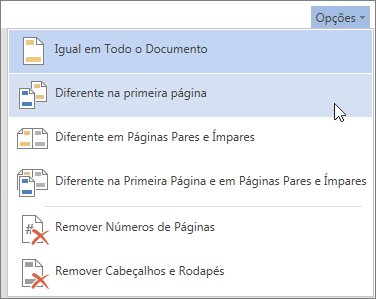 Opções
Igual em Todo o Documento
Diferente na primeira página
Diferente em Páginas Pares e Ímpares
Diferente na Primeira Página e em Páginas Pares e Ímpares
Remover Números de Páginas
Remover Cabeçalhos e Rodapés